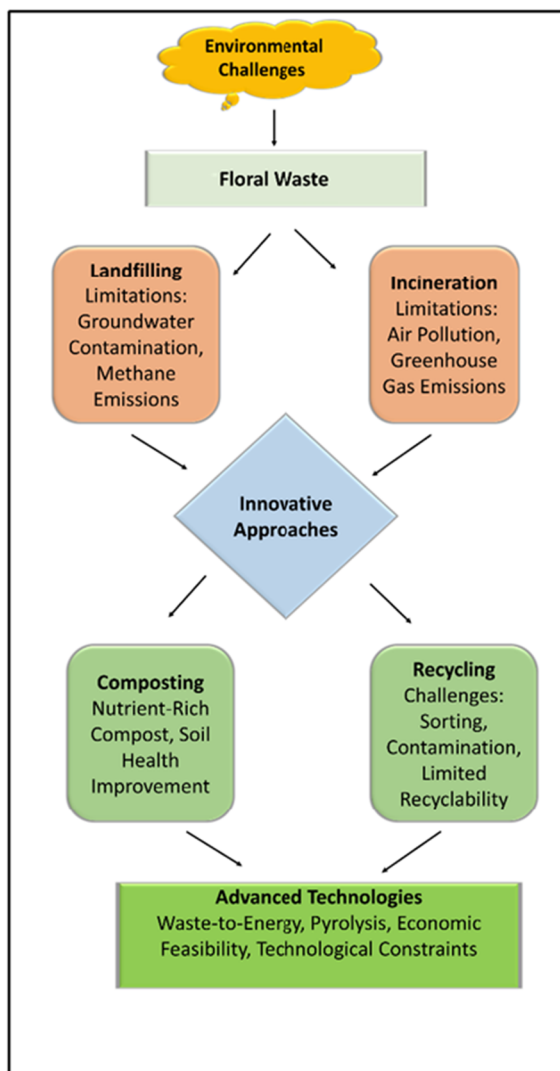 Environmental
Challenges
Floral Waste
Landfilling
Limitations:
Groundwater
Contamination,
Methane
Emissions
Incineration
Limitations:
Air Pollution,
Greenhouse
Gas Emissions
Innovative
Approaches
Composting
Nutrient-Rich
Compost, Soil
Health
Improvement
Recycling
Challenges:
Sorting,
Contamination,
Limited
Recyclability
Advanced Technologies
Waste-to-Energy, Pyrolysis, Economic
Feasibility, Technological Constraints